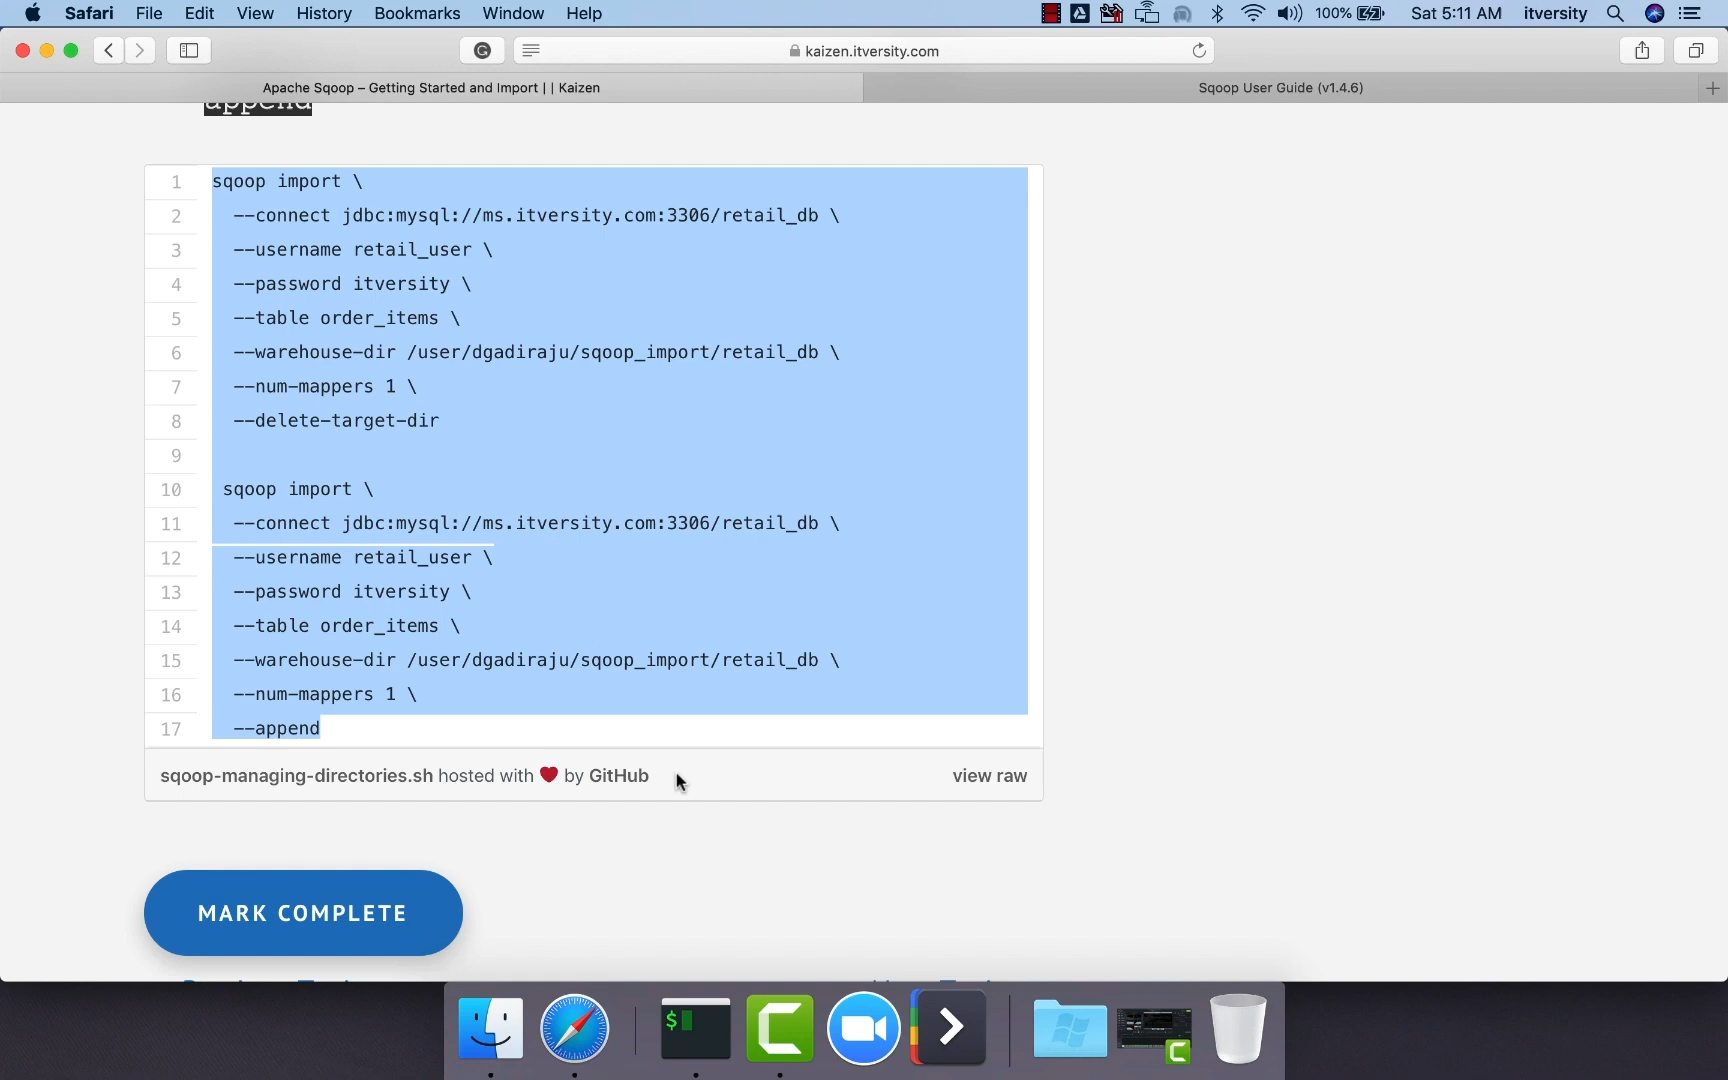 Safari File Edit View History Bookmarks Window Help 100% Sat 5:11 AM itversity
G kaizen.itversity.com
Apache Sqoop – Getting Started and Import | | Kaizen Sqoop User Guide (v1.4.6)
append
1 sqoop import \
2 --connect jdbc:mysql://ms.itversity.com:3306/retail_db \
3 --username retail_user \
4 --password itversity \
5 --table order_items \
6 --warehouse-dir /user/dgadiraju/sqoop_import/retail_db \
7 --num-mappers 1 \
8 --delete-target-dir
9
10 sqoop import \
11 --connect jdbc:mysql://ms.itversity.com:3306/retail_db \
12 --username retail_user \
13 --password itversity \
14 --table order_items \
15 --warehouse-dir /user/dgadiraju/sqoop_import/retail_db \
16 --num-mappers 1 \
17 --append
sqoop-managing-directories.sh hosted with ❤ by GitHub view raw
MARK COMPLETE